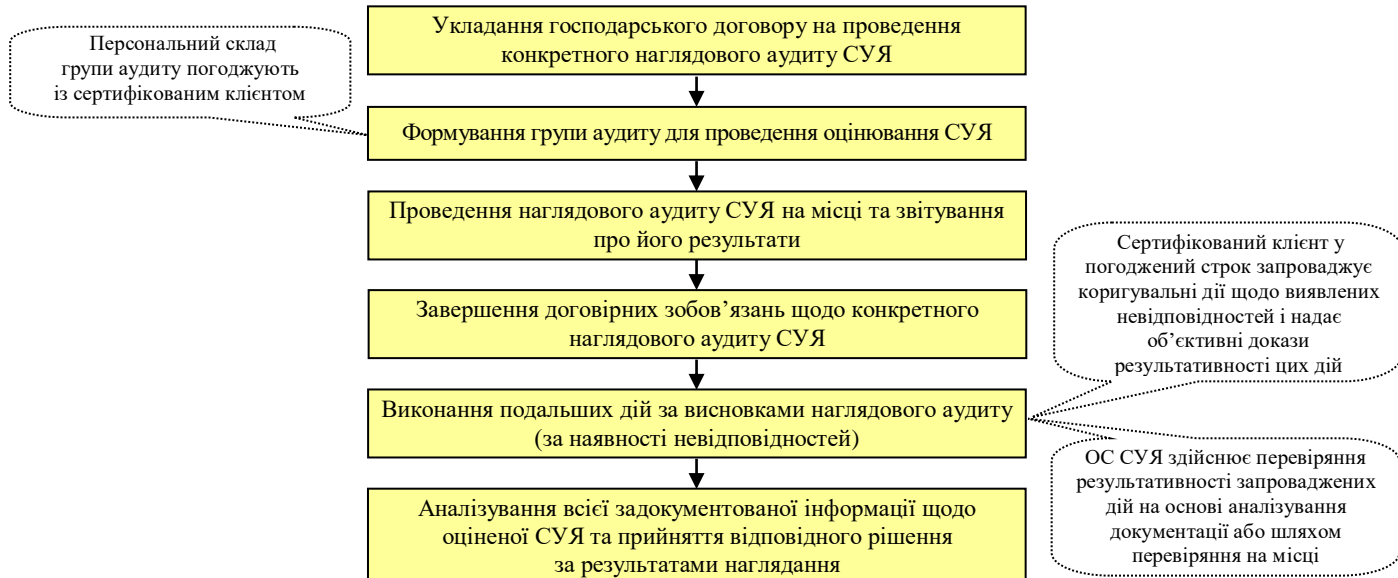 Укладання господарського договору на проведення
конкретного наглядового аудиту СУЯ
Персональний склад
групи аудиту погоджують
із сертифікованим клієнтом
Формування групи аудиту для проведення оцінювання СУЯ
Проведення наглядового аудиту СУЯ на місці та звітування
про його результати
Завершення договірних зобов’язань щодо конкретного
наглядового аудиту СУЯ
Сертифікований клієнт у
погоджений строк запроваджує
коригувальні дії щодо виявлених
невідповідностей і надає
об’єктивні докази
результативності цих дій
Виконання подальших дій за висновками наглядового аудиту
(за наявності невідповідностей)
ОС СУЯ здійснює перевіряння
результативності запроваджених
дій на основі аналізування
документації або шляхом
перевіряння на місці
Аналізування всієї задокументованої інформації щодо
оціненої СУЯ та прийняття відповідного рішення
за результатами наглядання